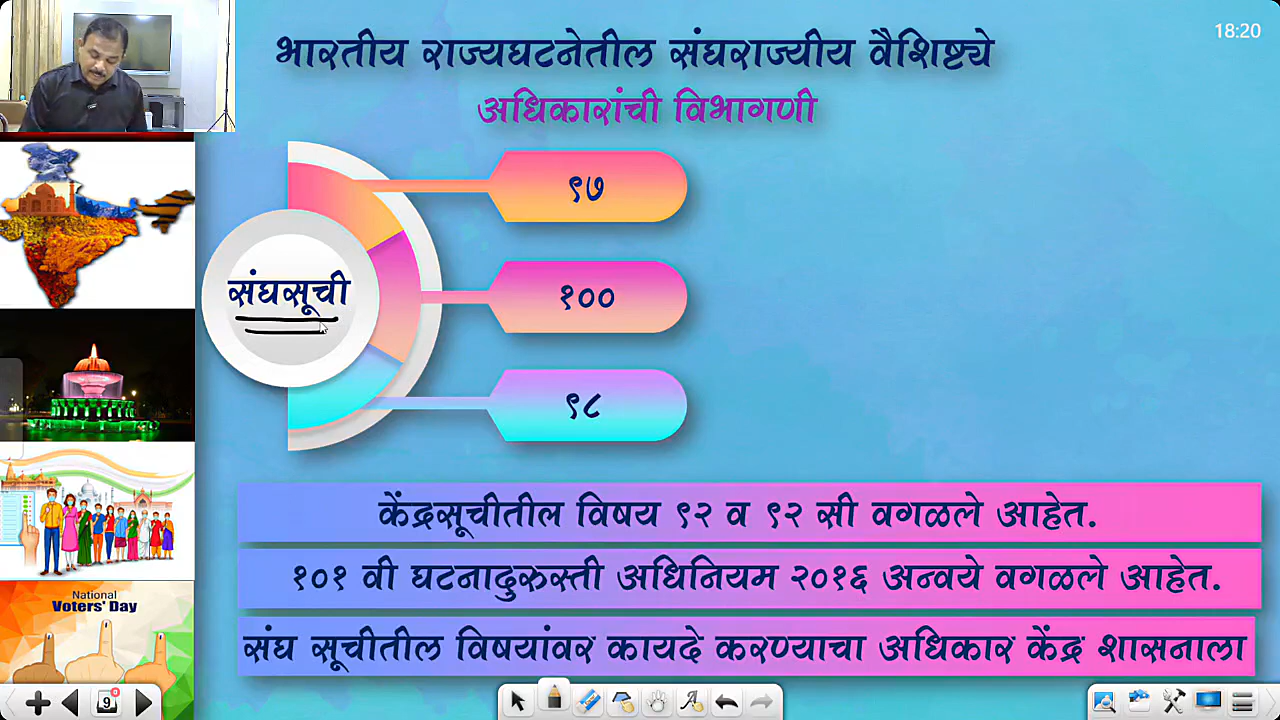 18:20
भारतीय राज्यघटनेतील संघराज्यीय वैशिष्ट्ये
अधिकारांची विभागणी
संघसूची
९७
१००
९८
केंद्रसूचीतील विषय ९२ व ९२ सी वगळले आहेत.
१०१ वी घटनादुरुस्ती अधिनियम २०१६ अन्वये वगळले आहेत.
संघ सूचीतील विषयांवर कायदे करण्याचा अधिकार केंद्र शासनाला
National
Voters' Day
9
0